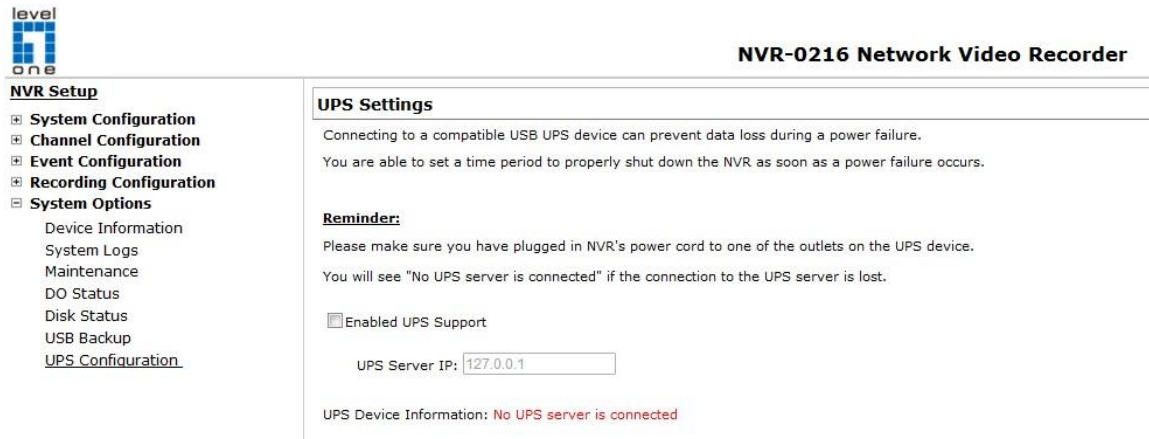 level
one
NVR-0216 Network Video Recorder
NVR Setup
System Configuration
Channel Configuration
Event Configuration
Recording Configuration
System Options
Device Information
System Logs
Maintenance
DO Status
Disk Status
USB Backup
UPS Configuration
UPS Settings
Connecting to a compatible USB UPS device can prevent data loss during a power failure.
You are able to set a time period to properly shut down the NVR as soon as a power failure occurs.
Reminder:
Please make sure you have plugged in NVR's power cord to one of the outlets on the UPS device.
You will see "No UPS server is connected" if the connection to the UPS server is lost.
Enabled UPS Support
UPS Server IP: 127.0.0.1
UPS Device Information: No UPS server is connected